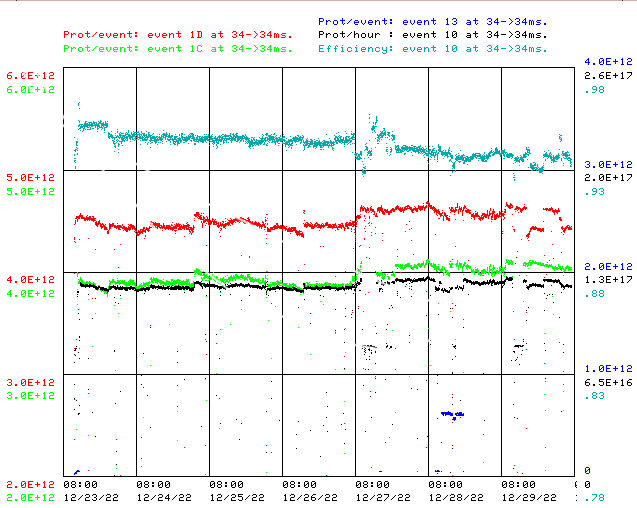 Prot/event: event 13 at 34->34ms.
Prot/event: event 1D at 34->34ms. Prot/hour : event 10 at 34->34ms.
Prot/event: event 1C at 34->34ms. Efficiency: event 10 at 34->34ms.
4.0E+12
6.0E+12 2.6E+17
6.0E+12 .98
3.0E+12
5.0E+12 2.0E+17
5.0E+12 .93
2.0E+12
4.0E+12 1.3E+17
4.0E+12 .88
1.0E+12
3.0E+12 6.5E+16
3.0E+12 .83
0
2.0E+12 08:00 08:00 08:00 08:00 08:00 08:00 08:00 0
2.0E+12 12/23/22 12/24/22 12/25/22 12/26/22 12/27/22 12/28/22 12/29/22 .78